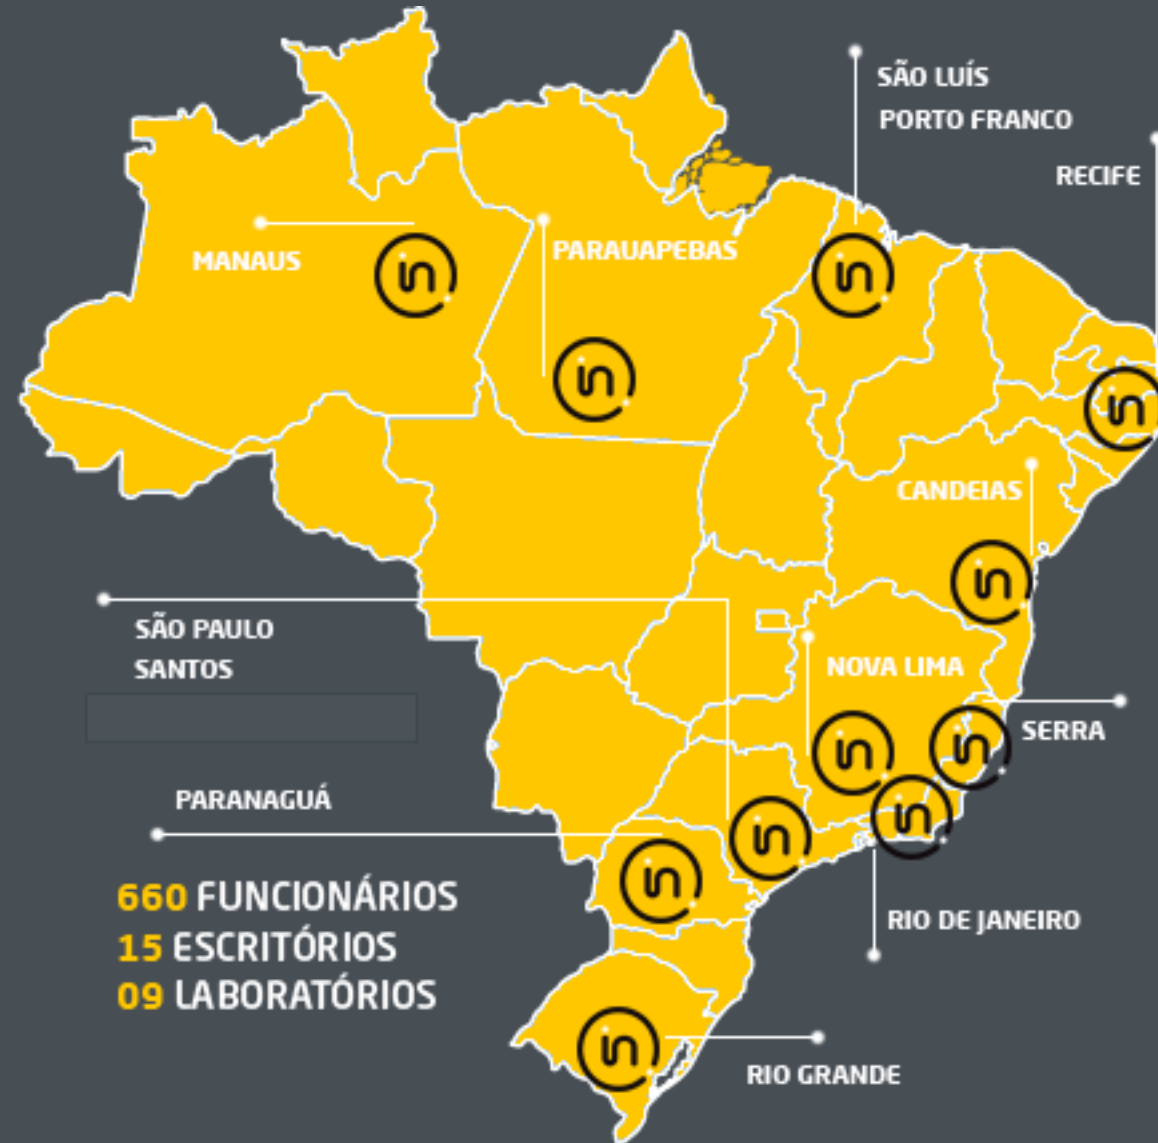 SÃO LUÍS
PORTO FRANCO
RECIFE
MANAUS
PARAUAPEBAS
CANDEIAS
SÃO PAULO
SANTOS
NOVA LIMA
SERRA
PARANAGUÁ
660 FUNCIONÁRIOS
15 ESCRITÓRIOS
09 LABORATÓRIOS
RIO DE JANEIRO
RIO GRANDE